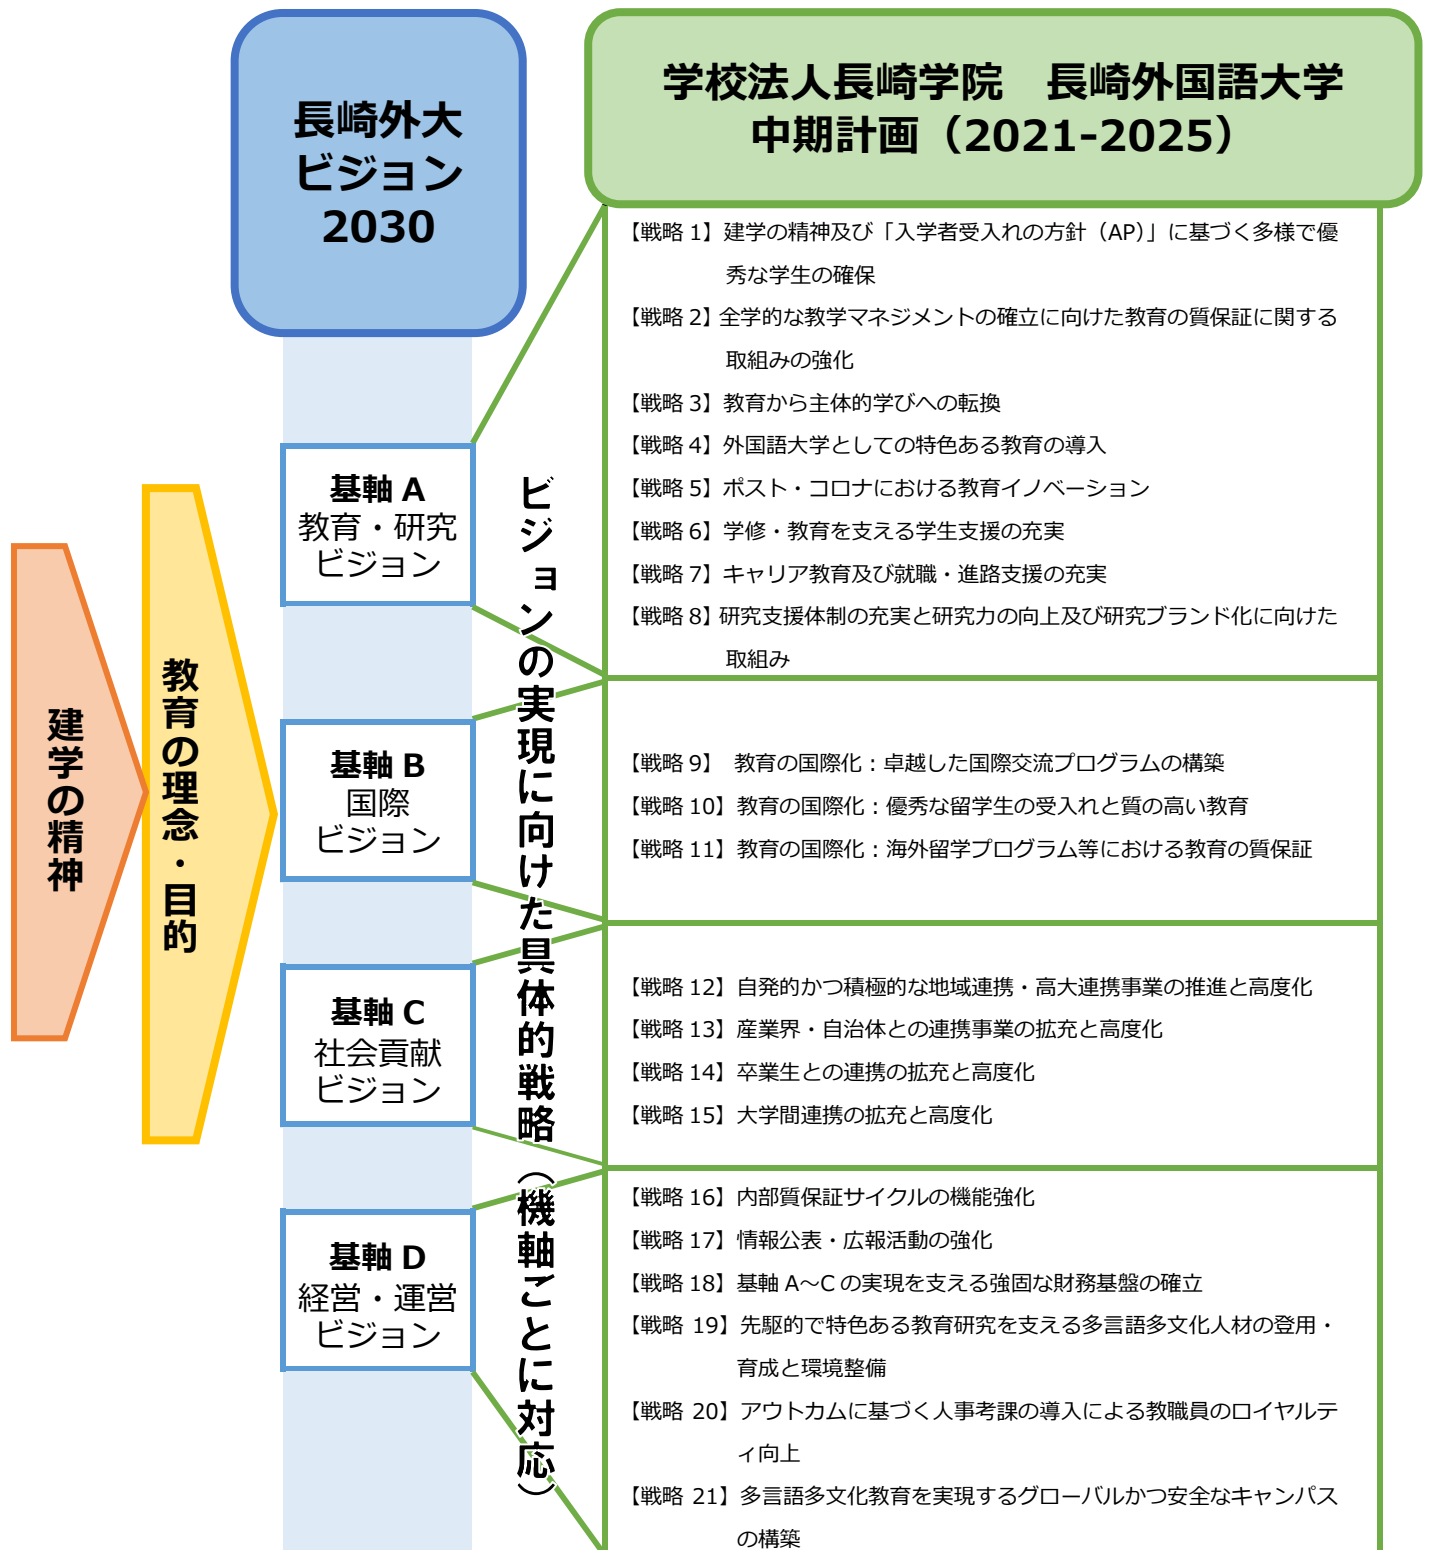 長崎外大
ビジョン
2030
学校法人長崎学院　長崎外国語大学
中期計画（2021-2025）
建学の精神
教育の理念・目的
基軸 A
教育・研究
ビジョン
基軸 B
国際
ビジョン
基軸 C
社会貢献
ビジョン
基軸 D
経営・運営
ビジョン
ビジョンの実現に向けた具体的戦略（機軸ごとに対応）
【戦略 1】建学の精神及び「入学者受入れの方針（AP）」に基づく多様で優
秀な学生の確保
【戦略 2】全学的な教学マネジメントの確立に向けた教育の質保証に関する
取組みの強化
【戦略 3】教育から主体的学びへの転換
【戦略 4】外国語大学としての特色ある教育の導入
【戦略 5】ポスト・コロナにおける教育イノベーション
【戦略 6】学修・教育を支える学生支援の充実
【戦略 7】キャリア教育及び就職・進路支援の充実
【戦略 8】研究支援体制の充実と研究力の向上及び研究ブランド化に向けた
取組み
【戦略 9】 教育の国際化：卓越した国際交流プログラムの構築
【戦略 10】教育の国際化：優秀な留学生の受入れと質の高い教育
【戦略 11】教育の国際化：海外留学プログラム等における教育の質保証
【戦略 12】自発的かつ積極的な地域連携・高大連携事業の推進と高度化
【戦略 13】産業界・自治体との連携事業の拡充と高度化
【戦略 14】卒業生との連携の拡充と高度化
【戦略 15】大学間連携の拡充と高度化
【戦略 16】内部質保証サイクルの機能強化
【戦略 17】情報公表・広報活動の強化
【戦略 18】基軸 A～C の実現を支える強固な財務基盤の確立
【戦略 19】先駆的で特色ある教育研究を支える多言語多文化人材の登用・
育成と環境整備
【戦略 20】アウトカムに基づく人事考課の導入による教職員のロイヤルテ
ィ向上
【戦略 21】多言語多文化教育を実現するグローバルかつ安全なキャンパス
の構築